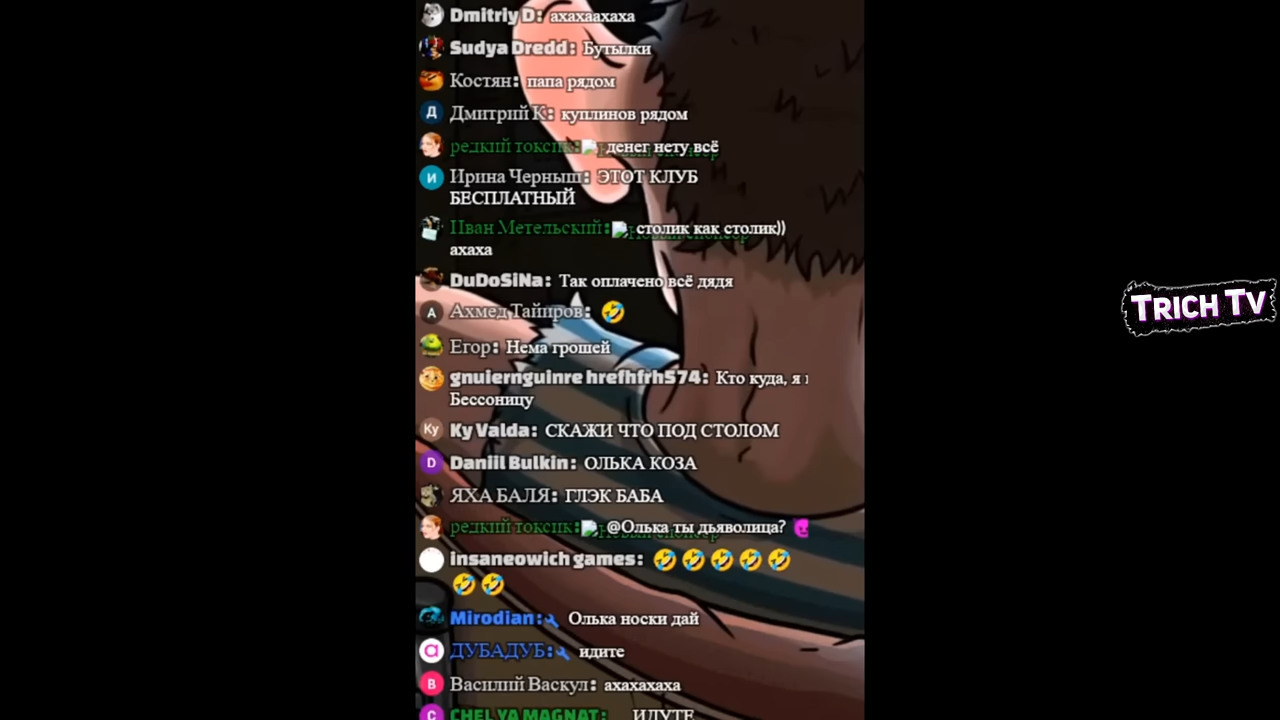 Dmitriy D: ахахаахаха
Sudya Dredd: Бутылки
Костян: папа рядом
Дмитрий К: куплинов рядом
редкий токсик: денег нету всё
Ирина Черныш: ЭТОТ КЛУБ
БЕСПЛАТНЫЙ
Иван Метельский: столик как столик))
ахаха
DuDoSiNa: Так оплачено всё дядя
Ахмед Тайиров: 🤣
Егор: Нема грошей
gnuiernguinre hrefhfrh574: Кто куда, я
Бессоницу
Ky Valda: СКАЖИ ЧТО ПОД СТОЛОМ
Daniil Bulkin: ОЛЬКА КОЗА
ЯХА БАЛЯ: ГЛЭК БАБА
редкий токсик: @Олька ты дьяволица? 😈
insaneowich games: 🤣🤣🤣🤣🤣
🤣🤣
Mirodian: Олька носки дай
ДУБАДУБ: идите
Василий Васкул: ахахахаха
CHEL YA MAGNAT: ИДУТЕ
TRICH TV